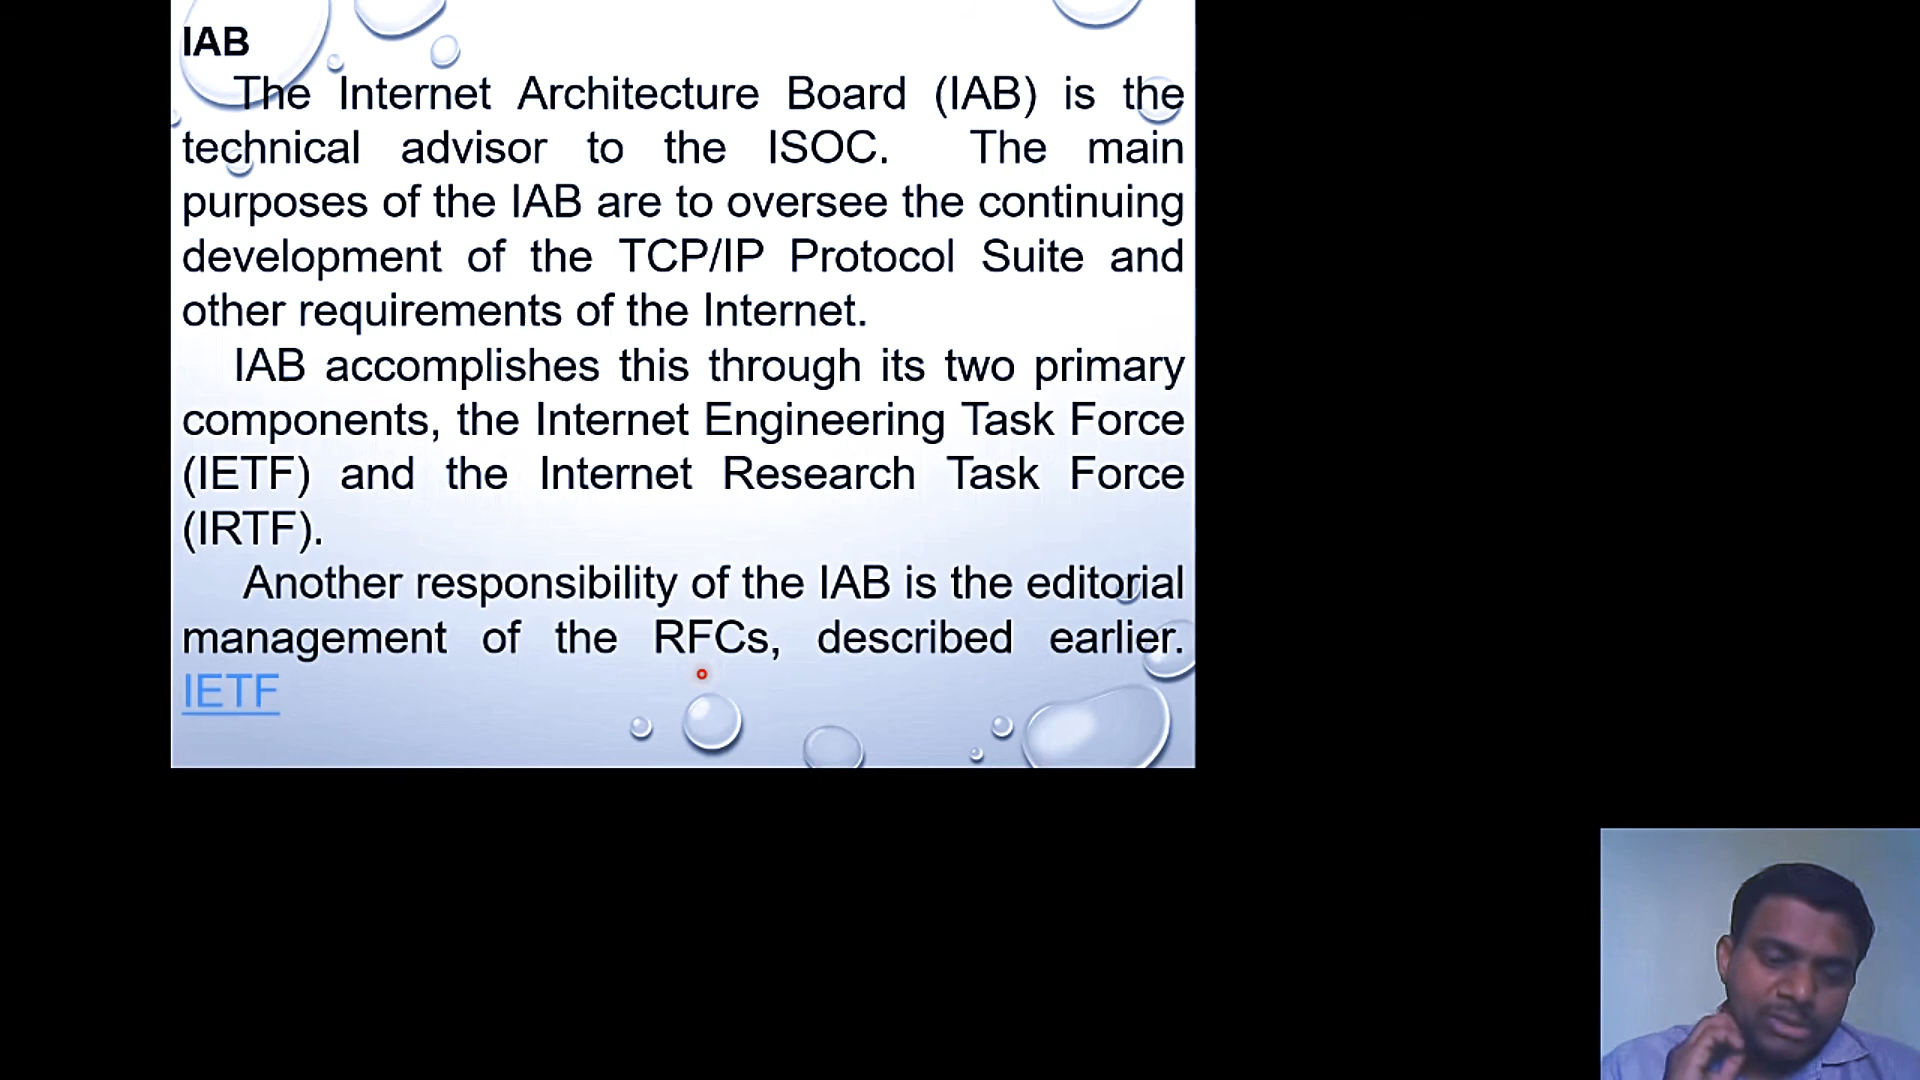 IAB
The Internet Architecture Board (IAB) is the
technical advisor to the ISOC. The main
purposes of the IAB are to oversee the continuing
development of the TCP/IP Protocol Suite and
other requirements of the Internet.
IAB accomplishes this through its two primary
components, the Internet Engineering Task Force
(IETF) and the Internet Research Task Force
(IRTF).
Another responsibility of the IAB is the editorial
management of the RFCs, described earlier.
IETF